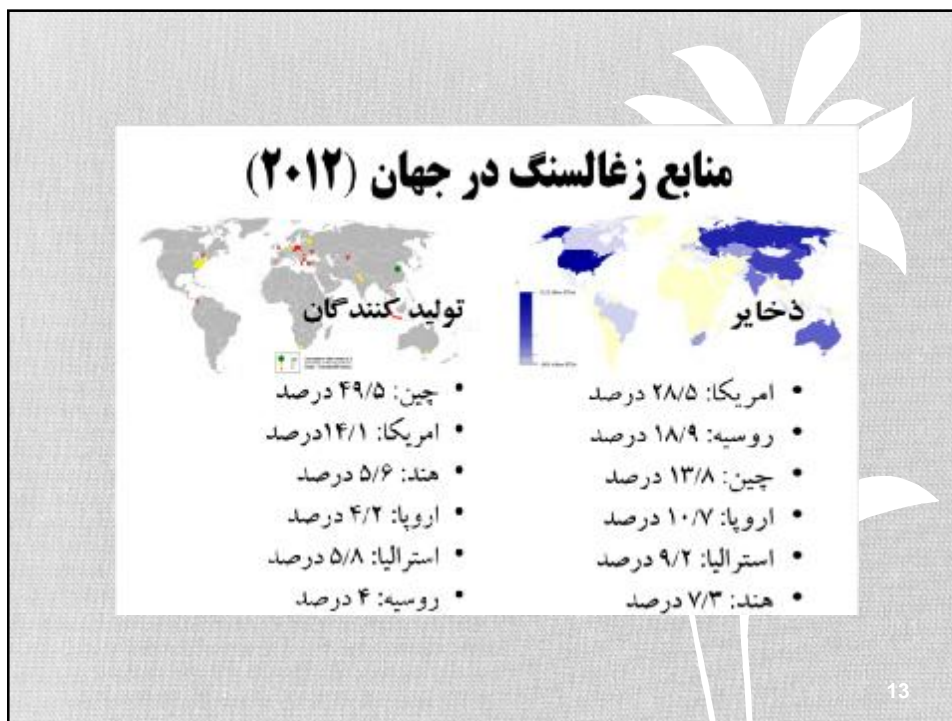 منابع زغالسنگ در جهان (۲۰۱۲)
ذخایر
امریکا: ۲۸/۵ درصد
روسیه: ۱۸/۹ درصد
چین: ۱۳/۸ درصد
اروپا: ۱۰/۷ درصد
استرالیا: ۹/۲ درصد
هند: ۷/۳ درصد
تولید کنندگان
چین: ۴۹/۵ درصد
امریکا: ۱۴/۱درصد
هند: ۵/۶ درصد
اروپا: ۴/۲ درصد
استرالیا: ۵/۸ درصد
روسیه: ۴ درصد
13